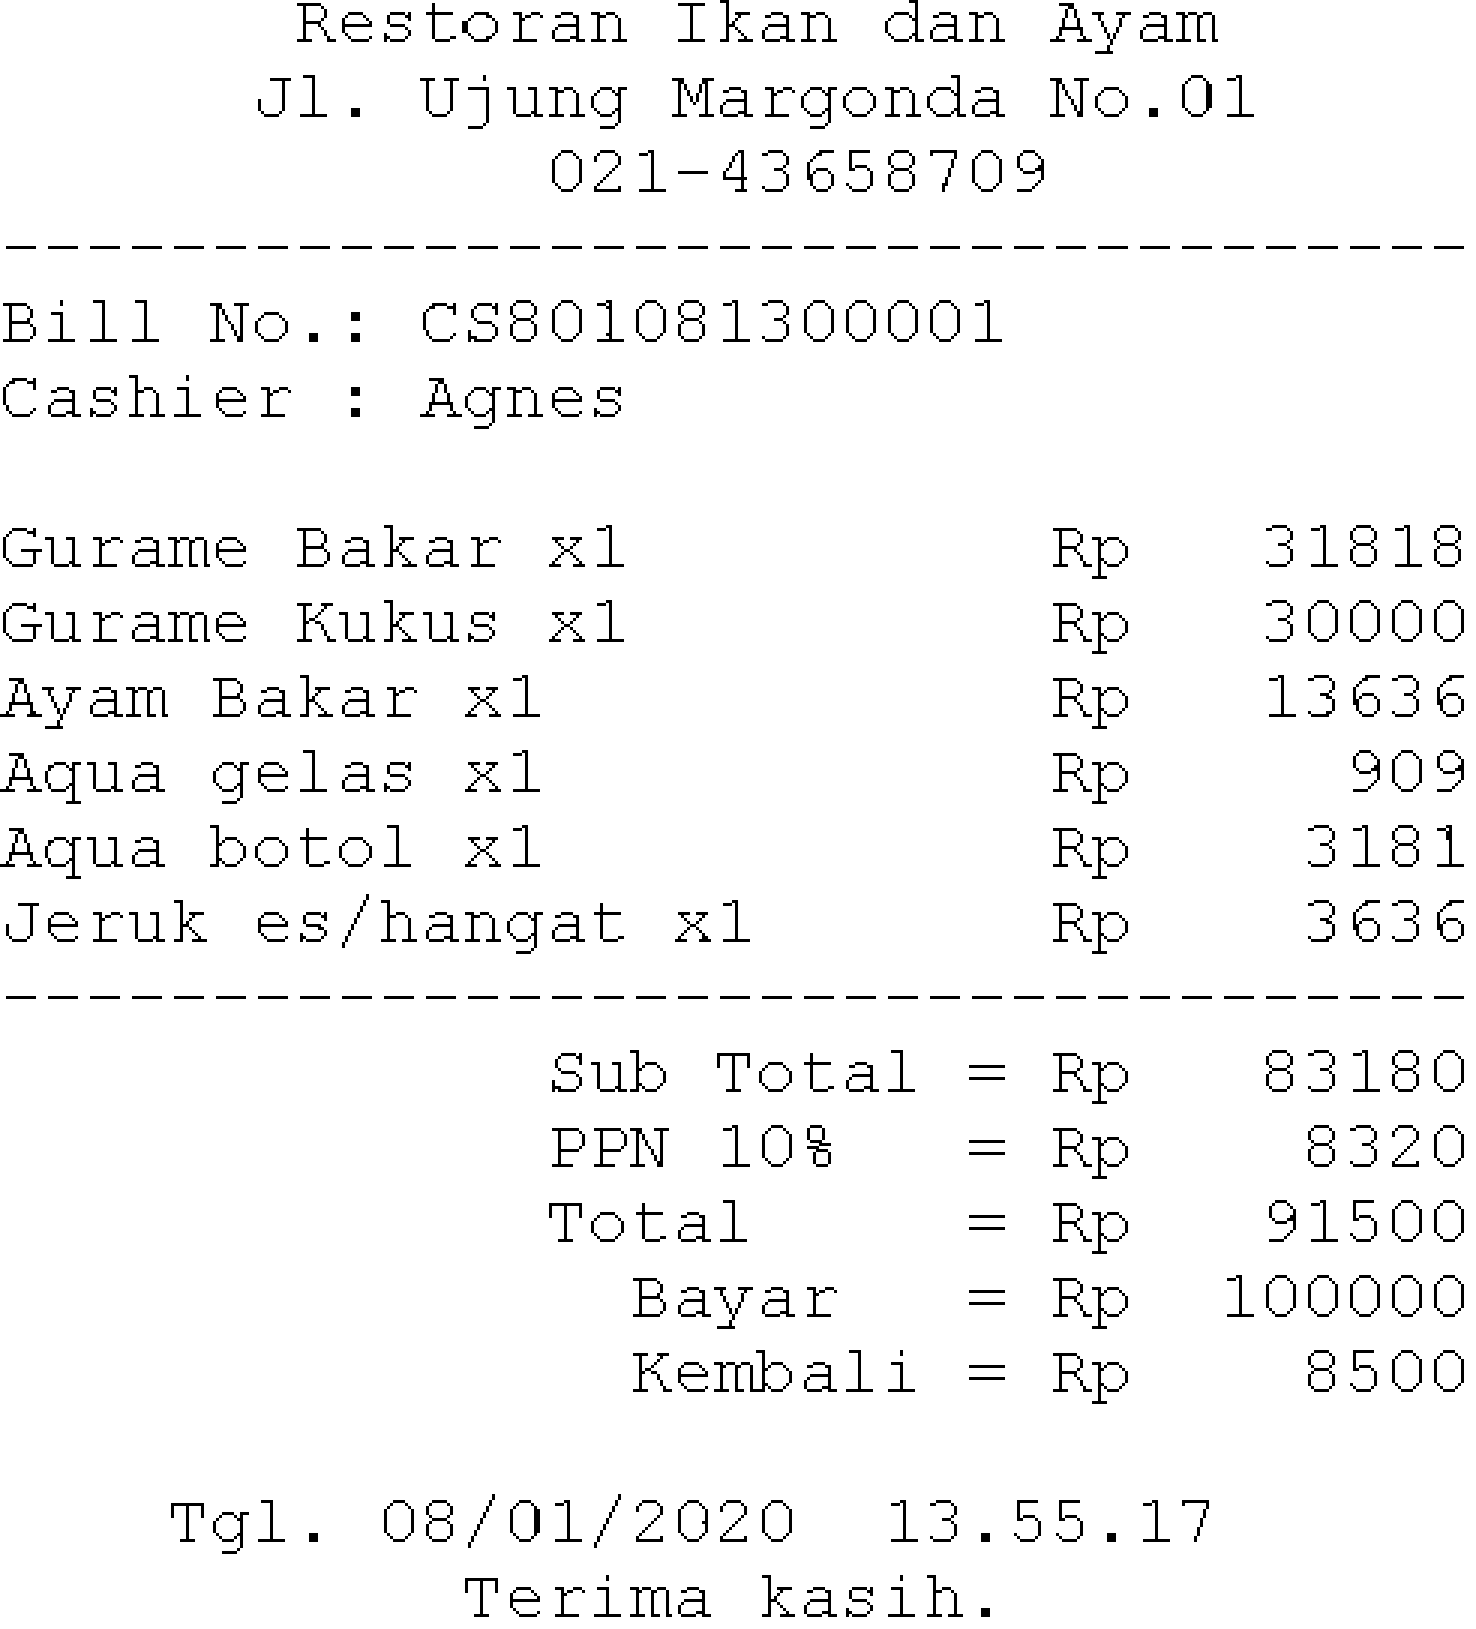 Restoran Ikan dan Ayam
Jl. Ujung Margonda No.01
021-43658709
-----------------------------------
Bill No.: CS801081300001
Cashier : Agnes
Gurame Bakar x1 Rp 31818
Gurame Kukus x1 Rp 30000
Ayam Bakar x1 Rp 13636
Aqua gelas x1 Rp 909
Aqua botol x1 Rp 3181
Jeruk es/hangat x1 Rp 3636
-----------------------------------
Sub Total = Rp 83180
PPN 10% = Rp 8320
Total = Rp 91500
Bayar = Rp 100000
Kembali = Rp 8500
Tgl. 08/01/2020 13.55.17
Terima kasih.